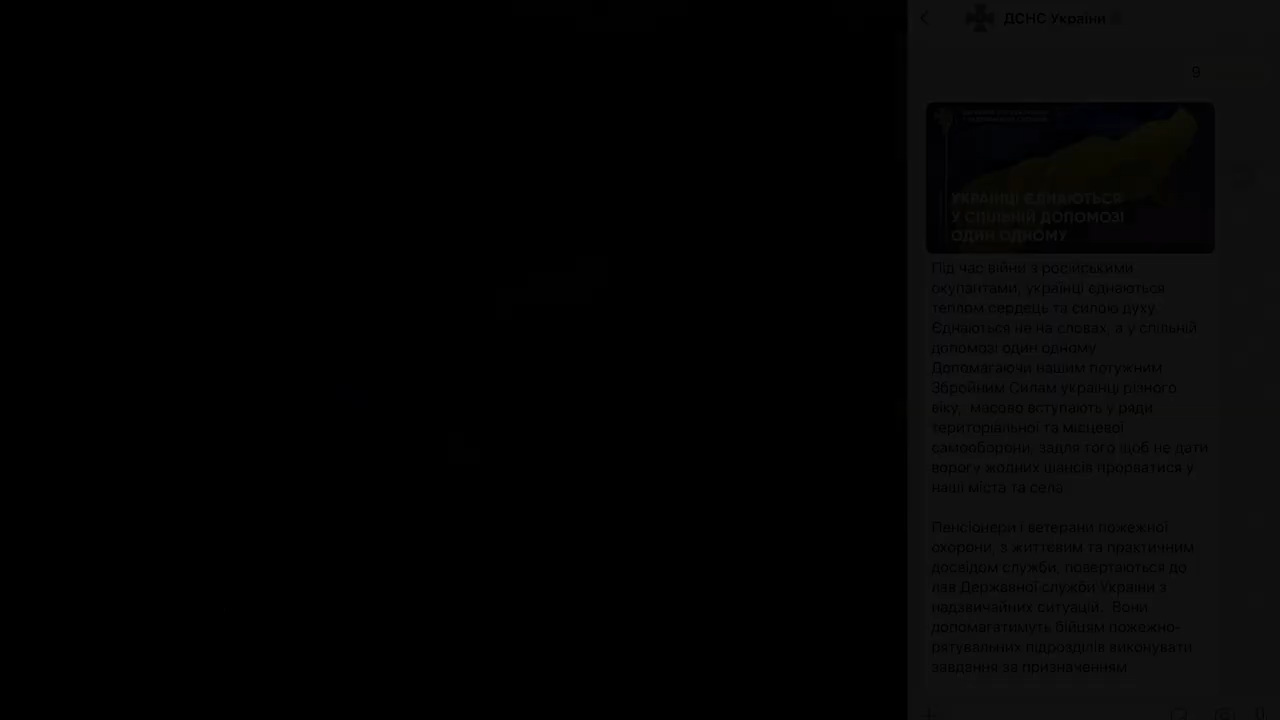 ДСНС України
9
УКРАЇНЦІ ЄДНАЮТЬСЯ
У СПІЛЬНІЙ ДОПОМОЗІ
ОДИН ОДНОМУ
Під час війни з російськими
окупантами, українці єднаються
теплом сердець та силою духу.
Єднаються не на словах, а у спільній
допомозі один одному.
Допомагаючи нашим потужним
Збройним Силам українці різного
віку, масово вступають у ряди
територіальної та місцевої
самооборони, задля того щоб не дати
ворогу жодних шансів прорватися у
наші міста та села.
Пенсіонери і ветерани пожежної
охорони, з життєвим та практичним
досвідом служби, повертаються до
лав Державної служби України з
надзвичайних ситуацій. Вони
допомагатимуть бійцям пожежно-
рятувальних підрозділів виконувати
завдання за призначенням